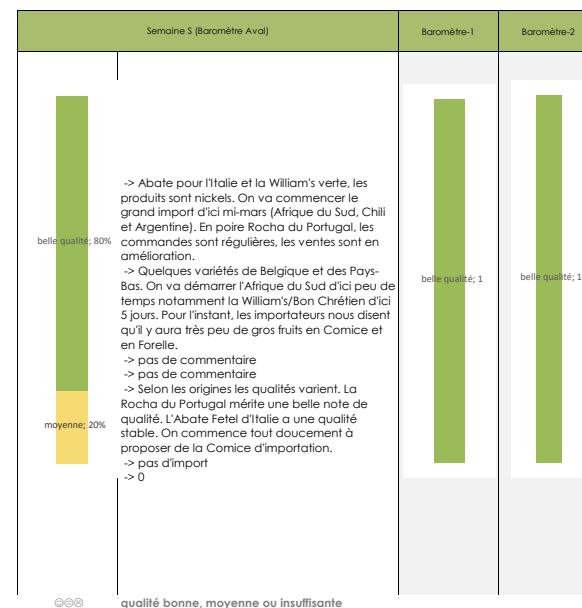 Semaine S (Baromètre Aval)
Baromètre-1
Baromètre-2
belle qualité; 80%
moyenne; 20%
-> Abate pour l'Italie et la William's verte, les
produits sont nickels. On va commencer le
grand import d'ici mi-mars (Afrique du Sud, Chili
et Argentine). En poire Rocha du Portugal, les
commandes sont régulières, les ventes sont en
amélioration.
-> Quelques variétés de Belgique et des Pays-
Bas. On va démarrer l'Afrique du Sud d'ici peu de
temps notamment la William's/Bon Chrétien d'ici
5 jours. Pour l'instant, les importateurs nous disent
qu'il y aura très peu de gros fruits en Comice et
en Forelle.
-> pas de commentaire
-> pas de commentaire
-> Selon les origines les qualités varient. La
Rocha du Portugal mérite une belle note de
qualité. L'Abate Fetel d'Italie a une qualité
stable. On commence tout doucement à
proposer de la Comice d'importation.
-> pas d'import
-> 0
belle qualité; 1
belle qualité; 1
☺😐☹ qualité bonne, moyenne ou insuffisante